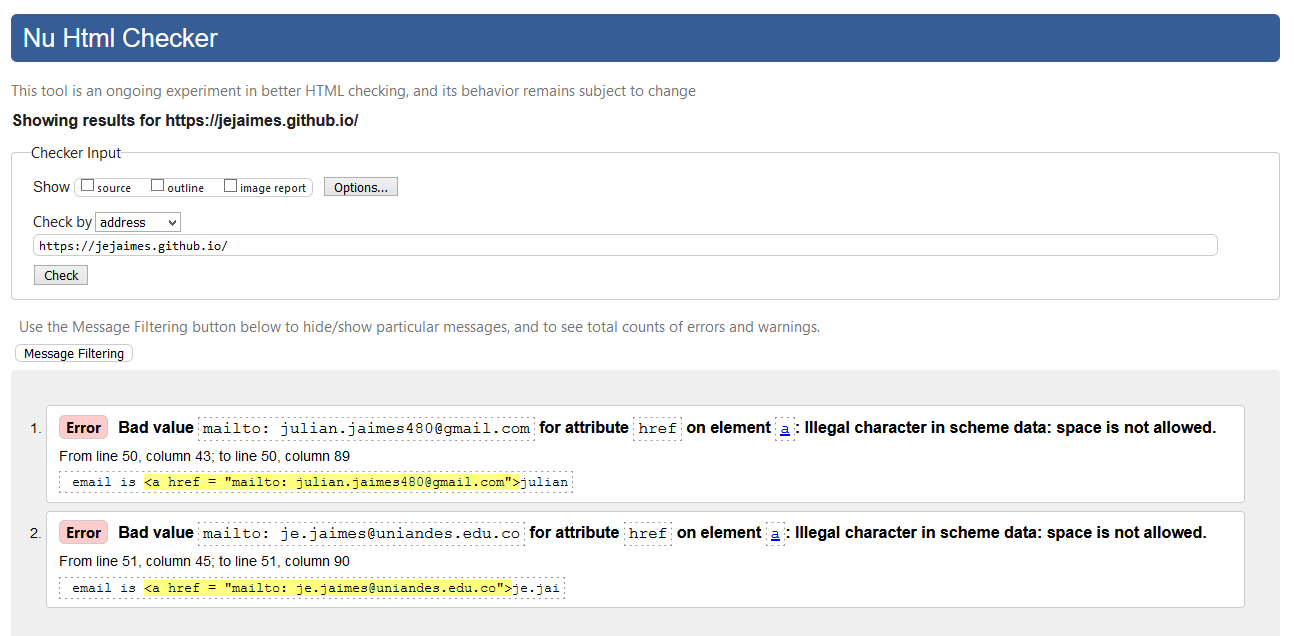 Nu Html Checker
This tool is an ongoing experiment in better HTML checking, and its behavior remains subject to change
Showing results for https://jejaimes.github.io/
Checker Input
Show source outline image report Options...
Check by address
https://jejaimes.github.io/
Check
Use the Message Filtering button below to hide/show particular messages, and to see total counts of errors and warnings.
Message Filtering
1. Error Bad value mailto: julian.jaimes480@gmail.com for attribute href on element a: Illegal character in scheme data: space is not allowed.
From line 50, column 43; to line 50, column 89
email is <a href = "mailto: julian.jaimes480@gmail.com">julian
2. Error Bad value mailto: je.jaimes@uniandes.edu.co for attribute href on element a: Illegal character in scheme data: space is not allowed.
From line 51, column 45; to line 51, column 90
email is <a href = "mailto: je.jaimes@uniandes.edu.co">je.jai